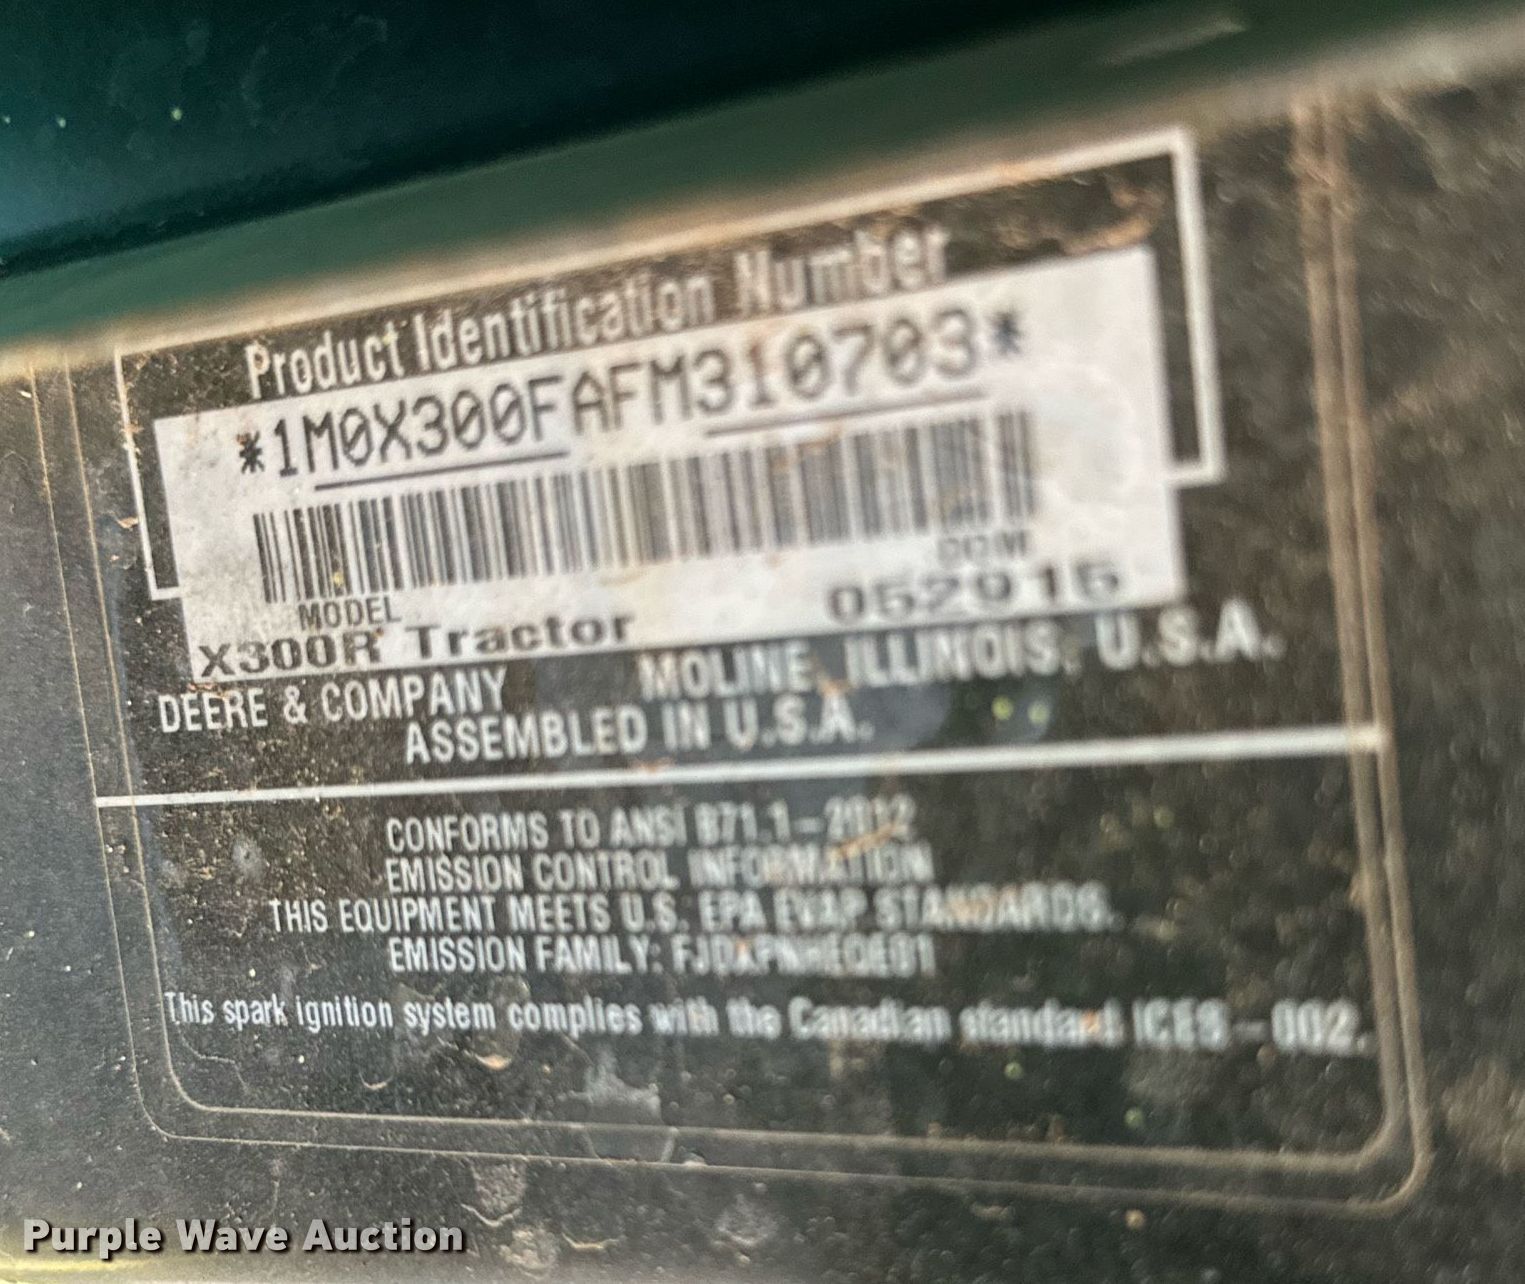 Product Identification Number
*1M0X300FAFM310703*
MODEL
DOM
X300R Tractor
052915
DEERE & COMPANY MOLINE, ILLINOIS, U.S.A.
ASSEMBLED IN U.S.A.
CONFORMS TO ANSI B71.1-2012
EMISSION CONTROL INFORMATION
THIS EQUIPMENT MEETS U.S. EPA EVAP STANDARDS.
EMISSION FAMILY:
This spark ignition system complies with the Canadian standard ICES - 002.
Purple Wave Auction